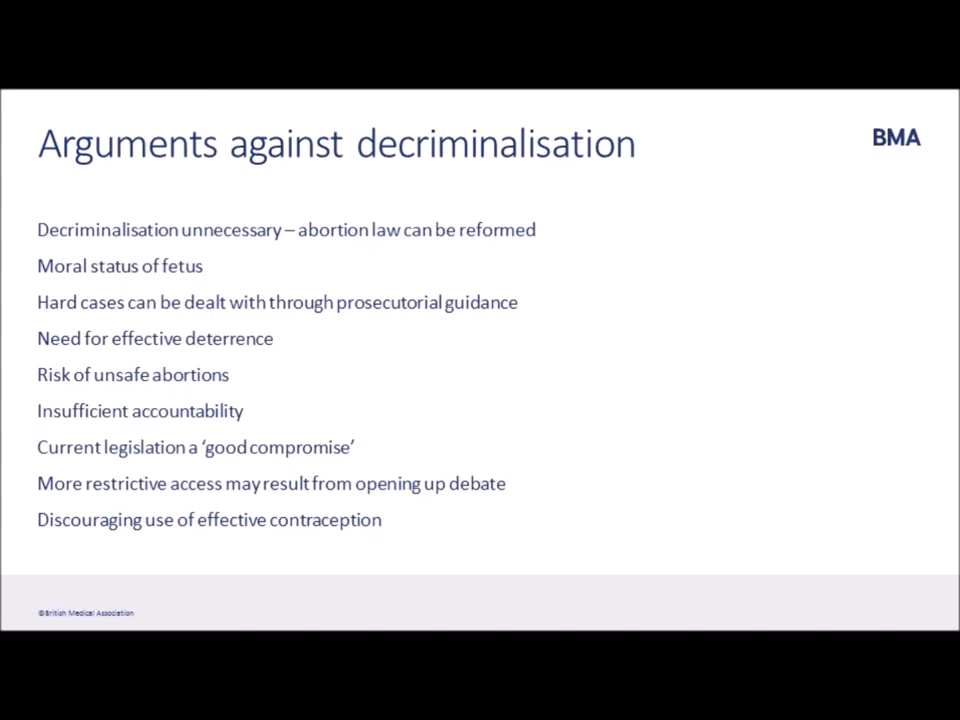 Arguments against decriminalisation
BMA
Decriminalisation unnecessary – abortion law can be reformed
Moral status of fetus
Hard cases can be dealt with through prosecutorial guidance
Need for effective deterrence
Risk of unsafe abortions
Insufficient accountability
Current legislation a ‘good compromise’
More restrictive access may result from opening up debate
Discouraging use of effective contraception
©British Medical Association